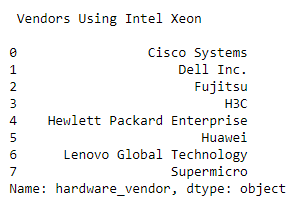 Vendors Using Intel Xeon
0 Cisco Systems
1 Dell Inc.
2 Fujitsu
3 H3C
4 Hewlett Packard Enterprise
5 Huawei
6 Lenovo Global Technology
7 Supermicro
Name: hardware_vendor, dtype: object